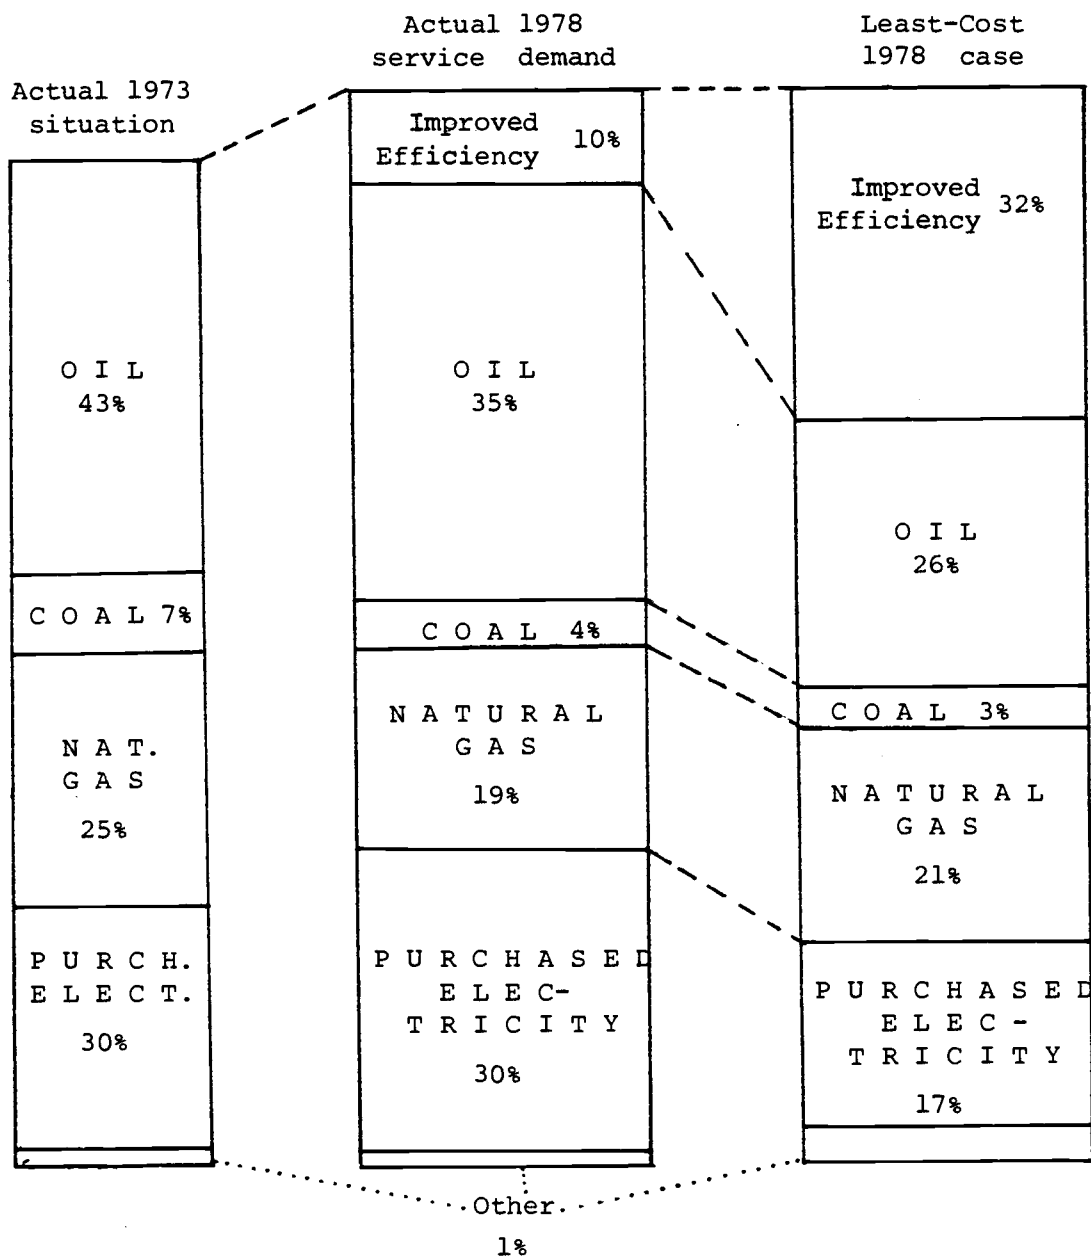 Actual 1973
situation
O I L
43%
C O A L 7%
N A T.
G A S
25%
P U R C H.
E L E C T.
30%
Actual 1978
service demand
Improved
Efficiency 10%
O I L
35%
C O A L 4%
N A T U R A L
G A S
19%
P U R C H A S E D
E L E C-
T R I C I T Y
30%
Least-Cost
1978 case
Improved
Efficiency 32%
O I L
26%
C O A L 3%
N A T U R A L
G A S
21%
P U R C H A S E D
E L E C -
T R I C I T Y
17%
Other
1%